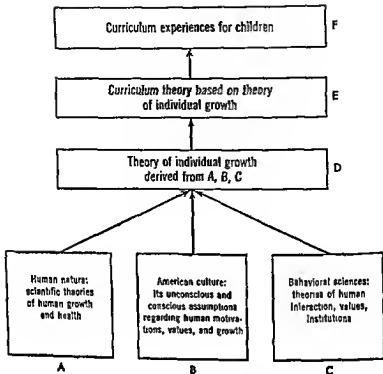 Curriculum experiences for children
F
Curriculum theory based on theory
of individual growth
E
Theory of individual growth
derived from A, B, C
D
Human nature:
scientific theories
of human growth
and health
American culture:
Its unconscious and
conscious assumptions
regarding human motiva-
tions, values, and growth
Behavioral sciences:
theories of human
interaction, values,
Institutions
A
B
C